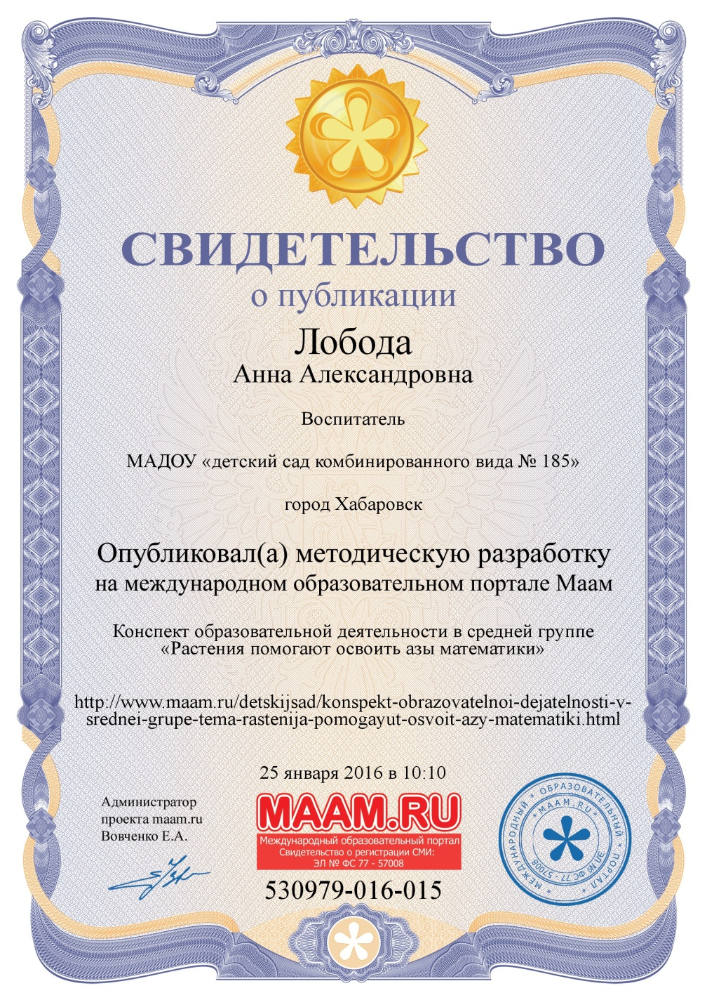 СВИДЕТЕЛЬСТВО
о публикации
Лобода
Анна Александровна
Воспитатель
МАДОУ «детский сад комбинированного вида № 185»
город Хабаровск
Опубликовал(а) методическую разработку
на международном образовательном портале Маам
Конспект образовательной деятельности в средней группе
«Растения помогают освоить азы математики»
http://www.maam.ru/detskijsad/konspekt-obrazovatelnoi-dejatelnosti-v-
srednei-grupe-tema-rastenija-pomogayut-osvoit-azy-matematiki.html
25 января 2016 в 10:10
Администратор
проекта maam.ru
Вовченко Е.А.
MAAM.RU
Международный образовательный портал
Свидетельство о регистрации СМИ:
ЭЛ № ФС 77 - 57008
530979-016-015
* МЕЖДУНАРОДНЫЙ * ОБРАЗОВАТЕЛЬНЫЙ * ПОРТАЛ *
* MAAM.RU *
ЭЛ № ФС 77 - 57008